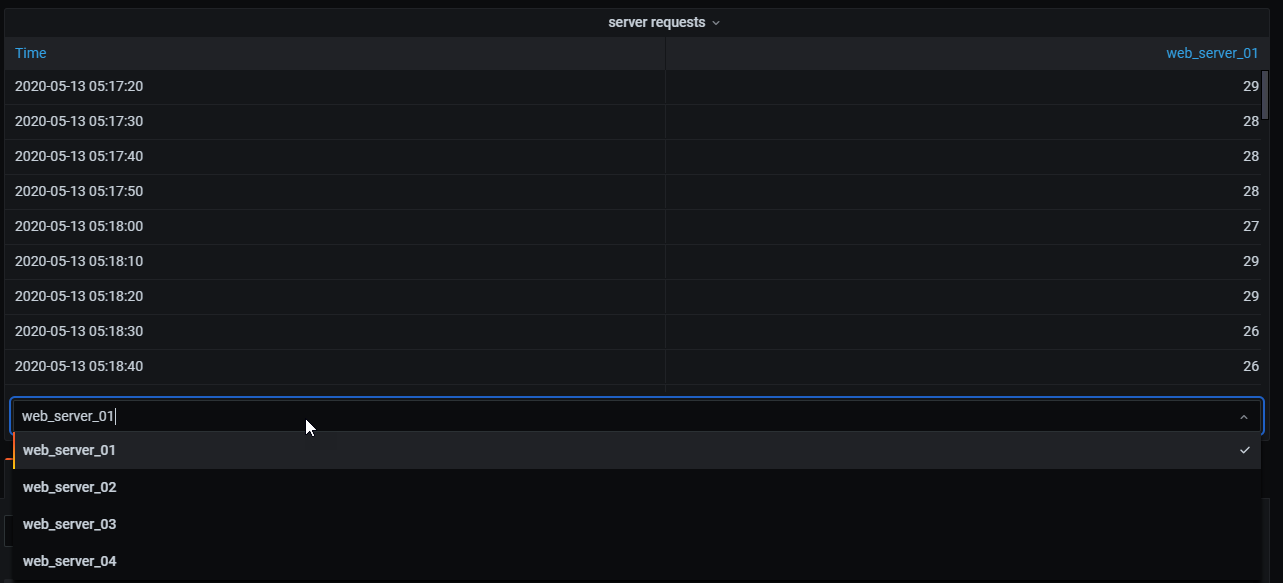 server requests
Time web_server_01
2020-05-13 05:17:20 29
2020-05-13 05:17:30 28
2020-05-13 05:17:40 28
2020-05-13 05:17:50 28
2020-05-13 05:18:00 27
2020-05-13 05:18:10 29
2020-05-13 05:18:20 29
2020-05-13 05:18:30 26
2020-05-13 05:18:40 26
web_server_01
web_server_01
web_server_02
web_server_03
web_server_04